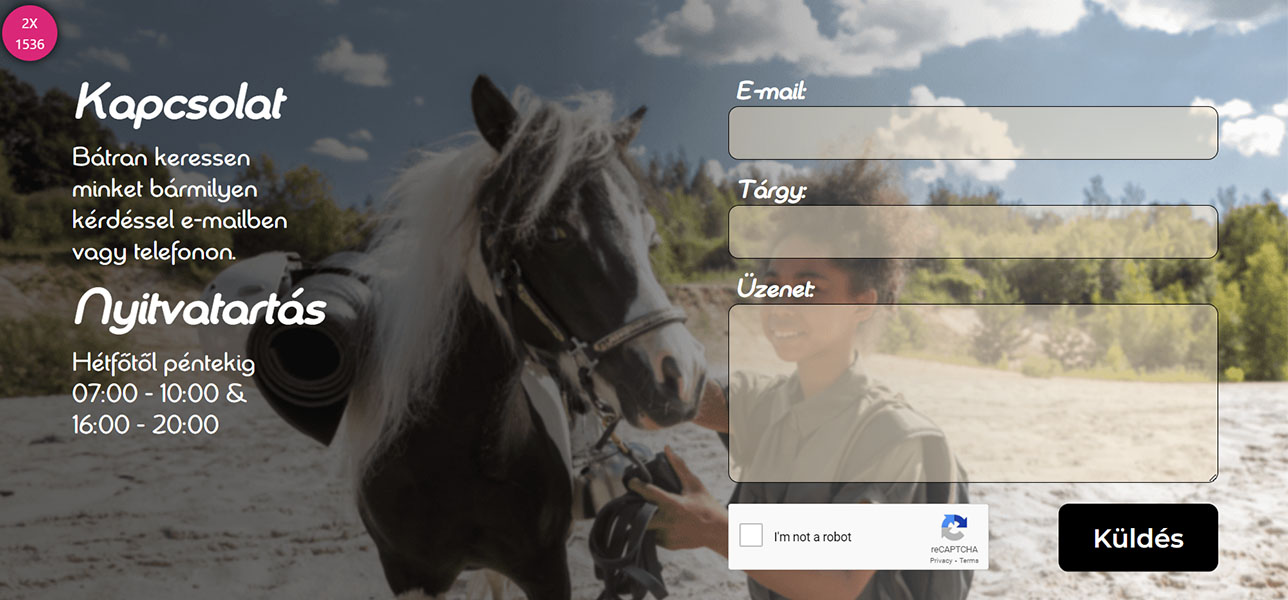 2X
1536
Kapcsolat
Bátran keressen
minket bármilyen
kérdéssel e-mailben
vagy telefonon.
Nyitvatartás
Hétfőtől péntekig
07:00 - 10:00 &
16:00 - 20:00
E-mail:
Tárgy:
Üzenet:
I'm not a robot
reCAPTCHA
Privacy - Terms
Küldés